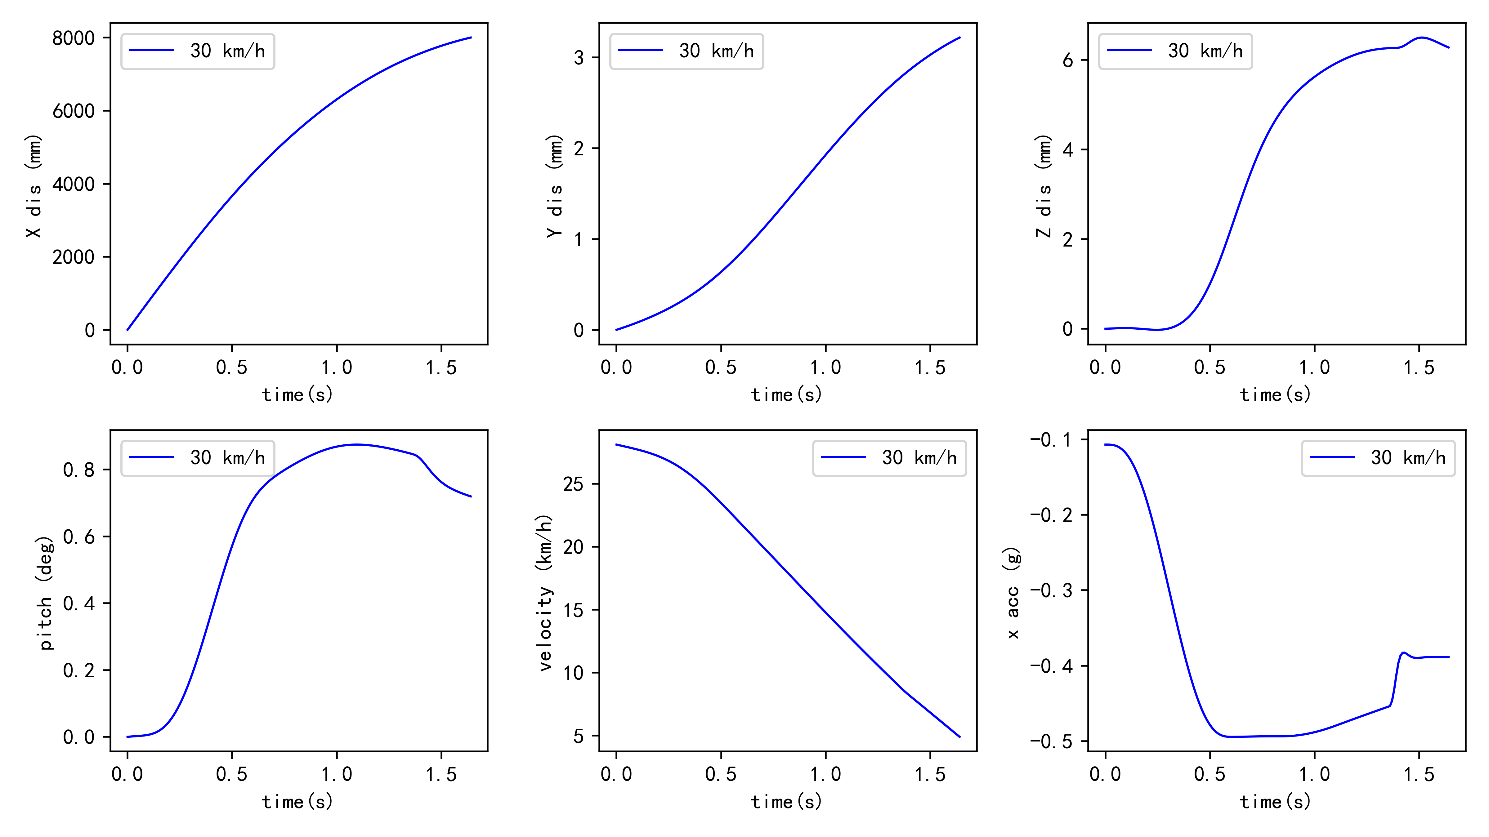 30 km/h
X dis (mm)
8000
6000
4000
2000
0
0.0 0.5 1.0 1.5
time(s)
30 km/h
Y dis (mm)
3
2
1
0
0.0 0.5 1.0 1.5
time(s)
30 km/h
Z dis (mm)
6
4
2
0
0.0 0.5 1.0 1.5
time(s)
30 km/h
pitch (deg)
0.8
0.6
0.4
0.2
0.0
0.0 0.5 1.0 1.5
time(s)
30 km/h
velocity (km/h)
25
20
15
10
5
0.0 0.5 1.0 1.5
time(s)
30 km/h
x acc (g)
−0.1
−0.2
−0.3
−0.4
−0.5
0.0 0.5 1.0 1.5
time(s)